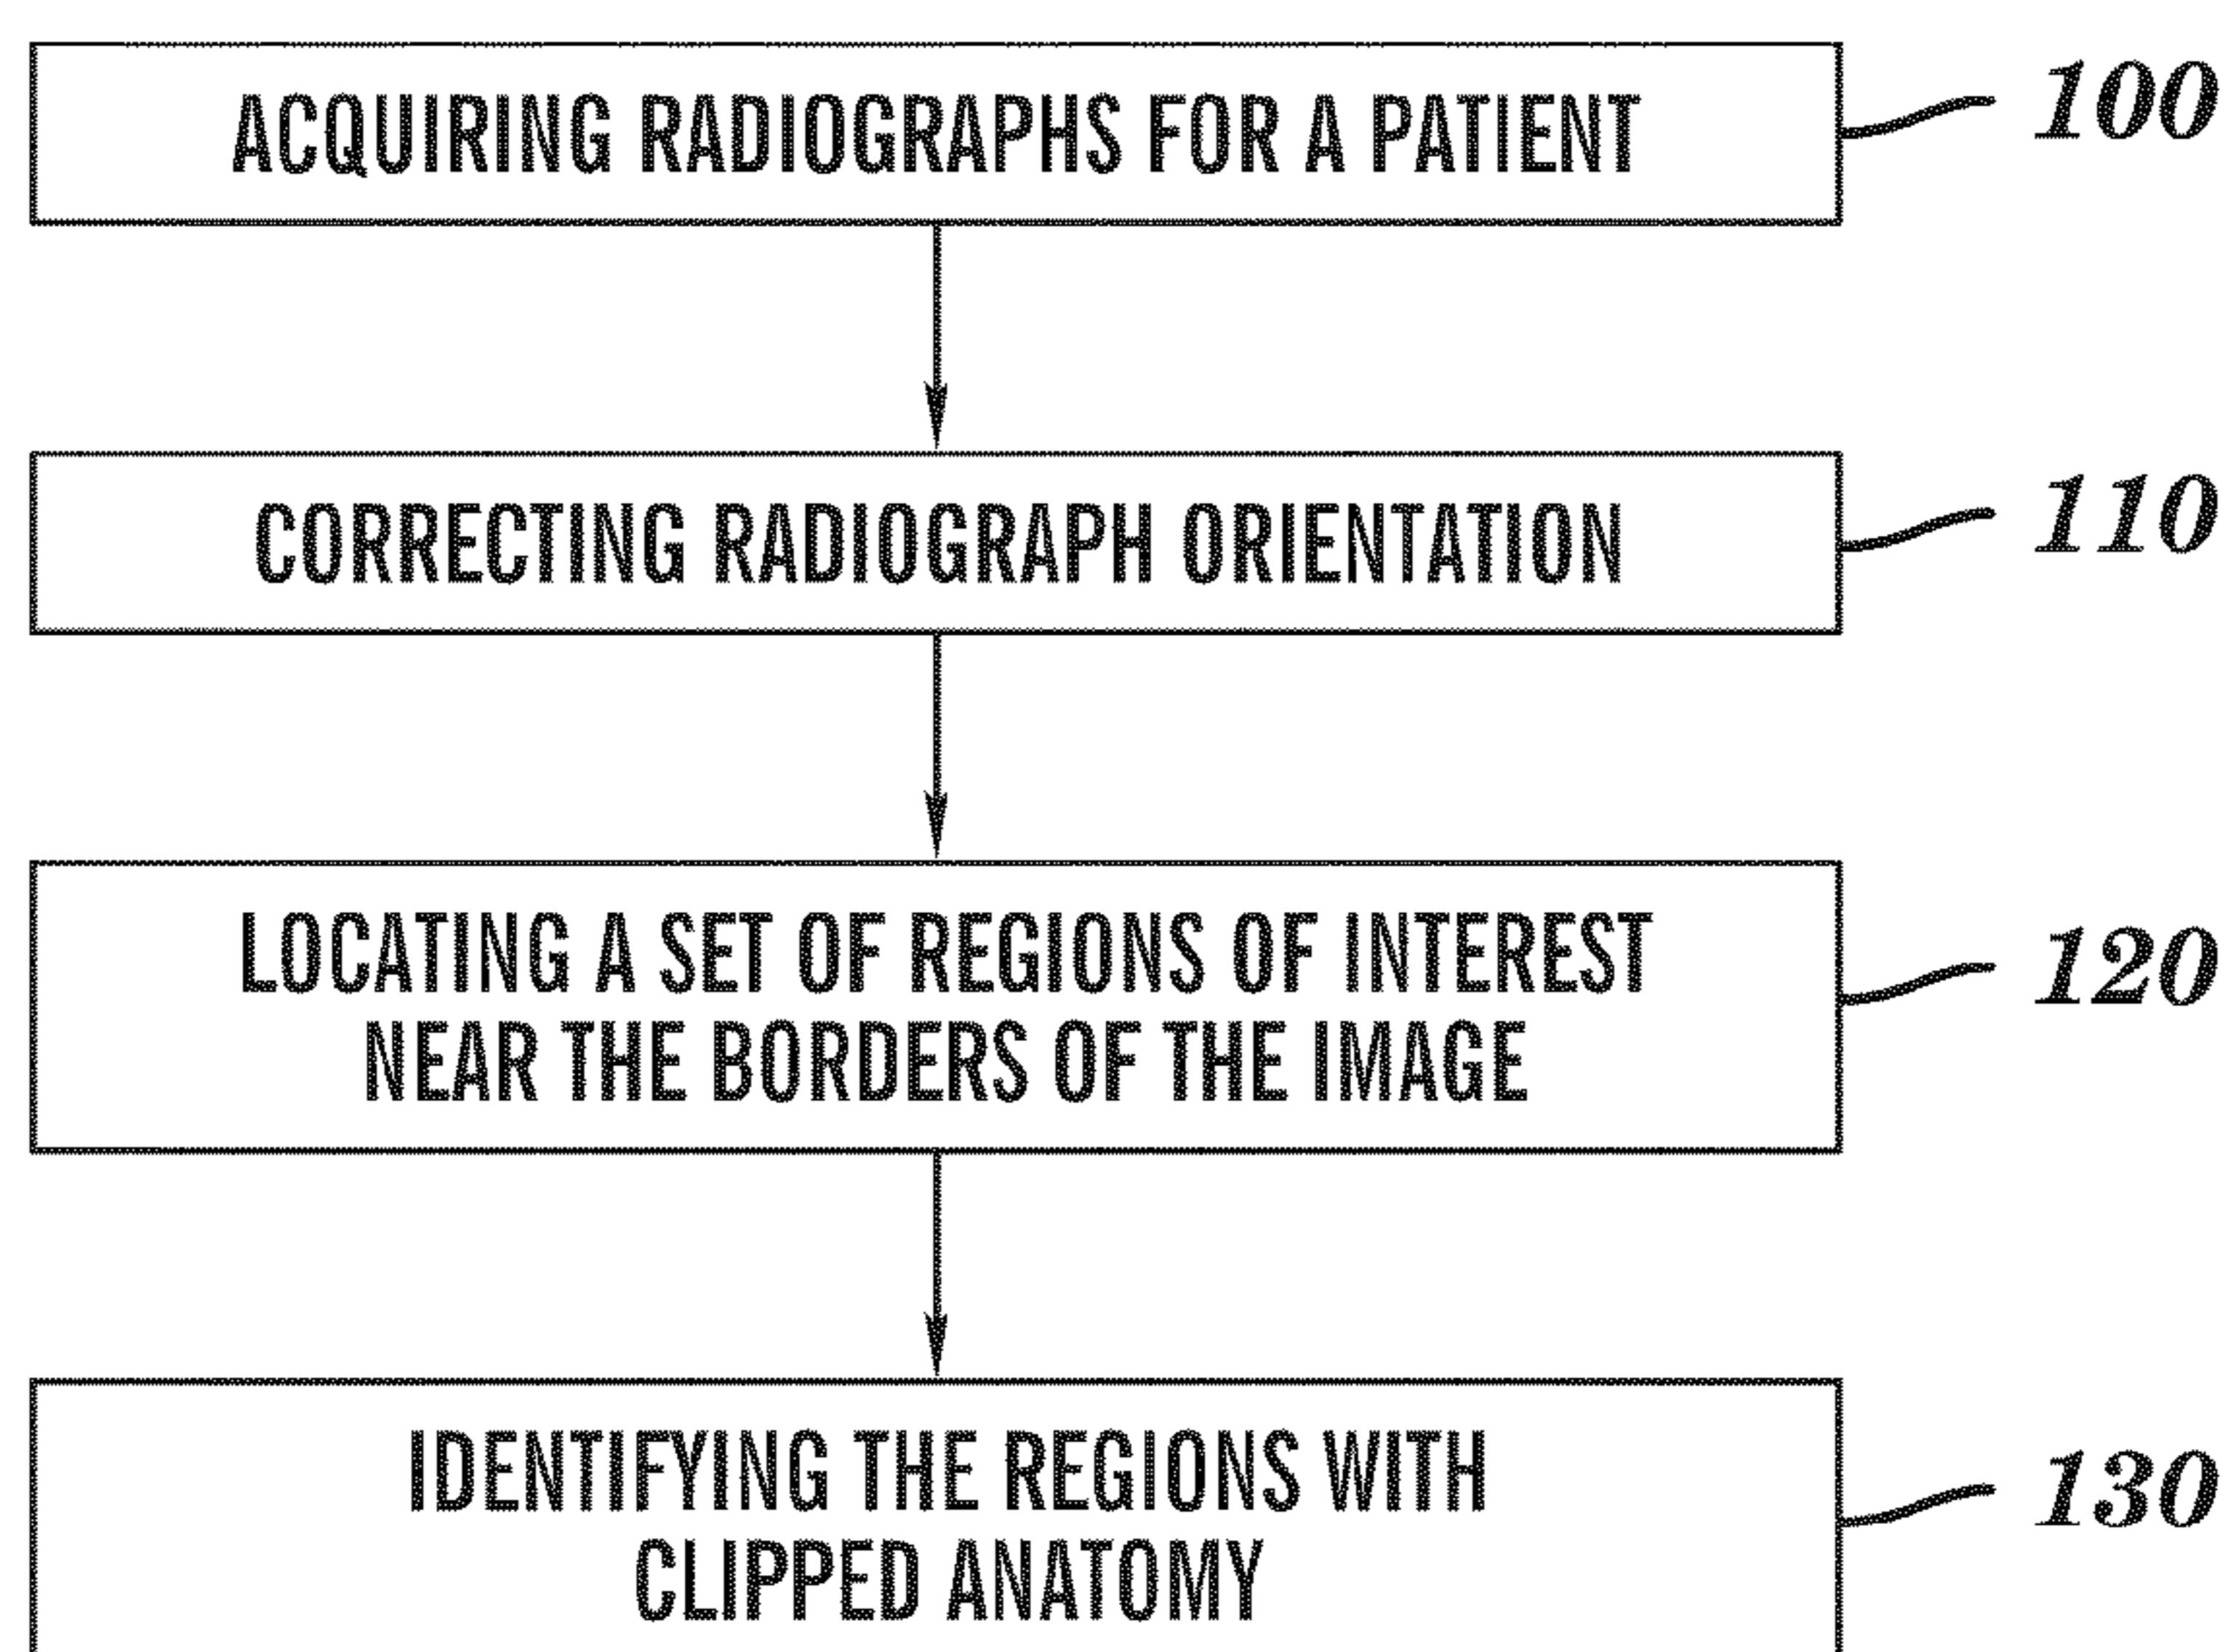 ACQUIRING RADIOGRAPHS FOR A PATIENT
100
CORRECTING RADIOGRAPH ORIENTATION
110
LOCATING A SET OF REGIONS OF INTEREST
NEAR THE BORDERS OF THE IMAGE
120
IDENTIFYING THE REGIONS WITH
CLIPPED ANATOMY
130